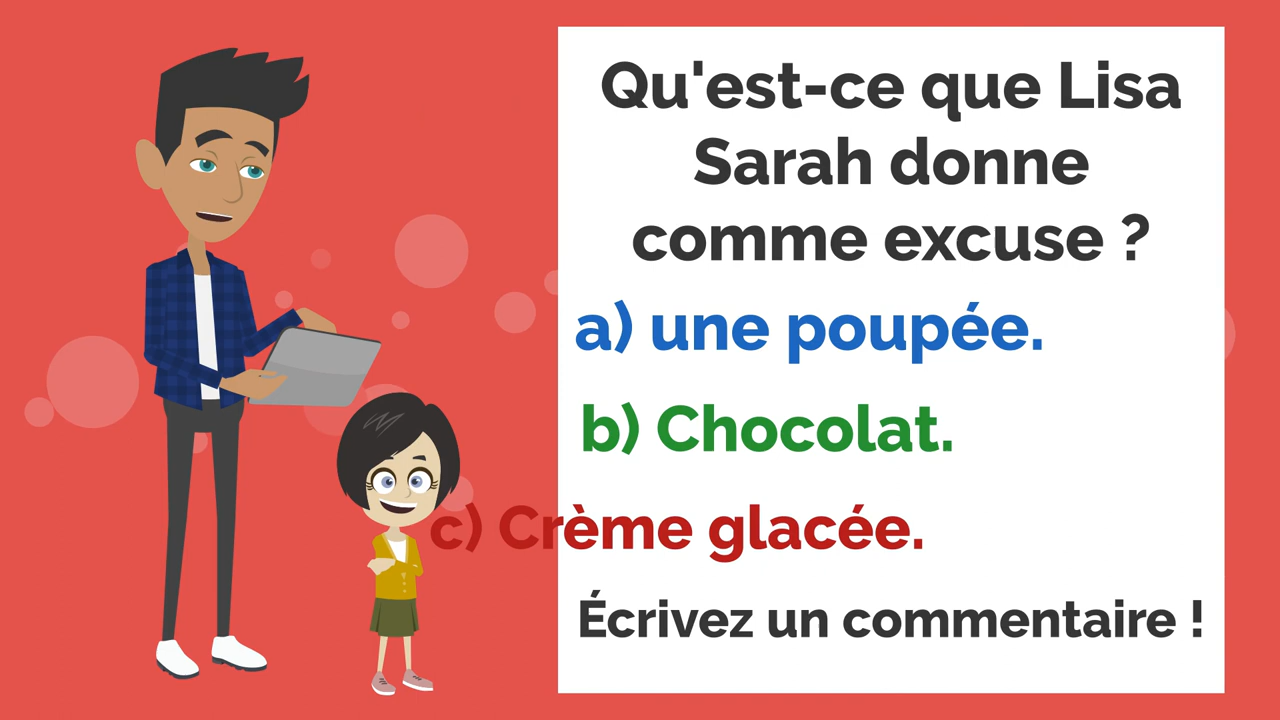 Qu'est-ce que Lisa
Sarah donne
comme excuse ?
a) une poupée.
b) Chocolat.
c) Crème glacée.
Écrivez un commentaire !